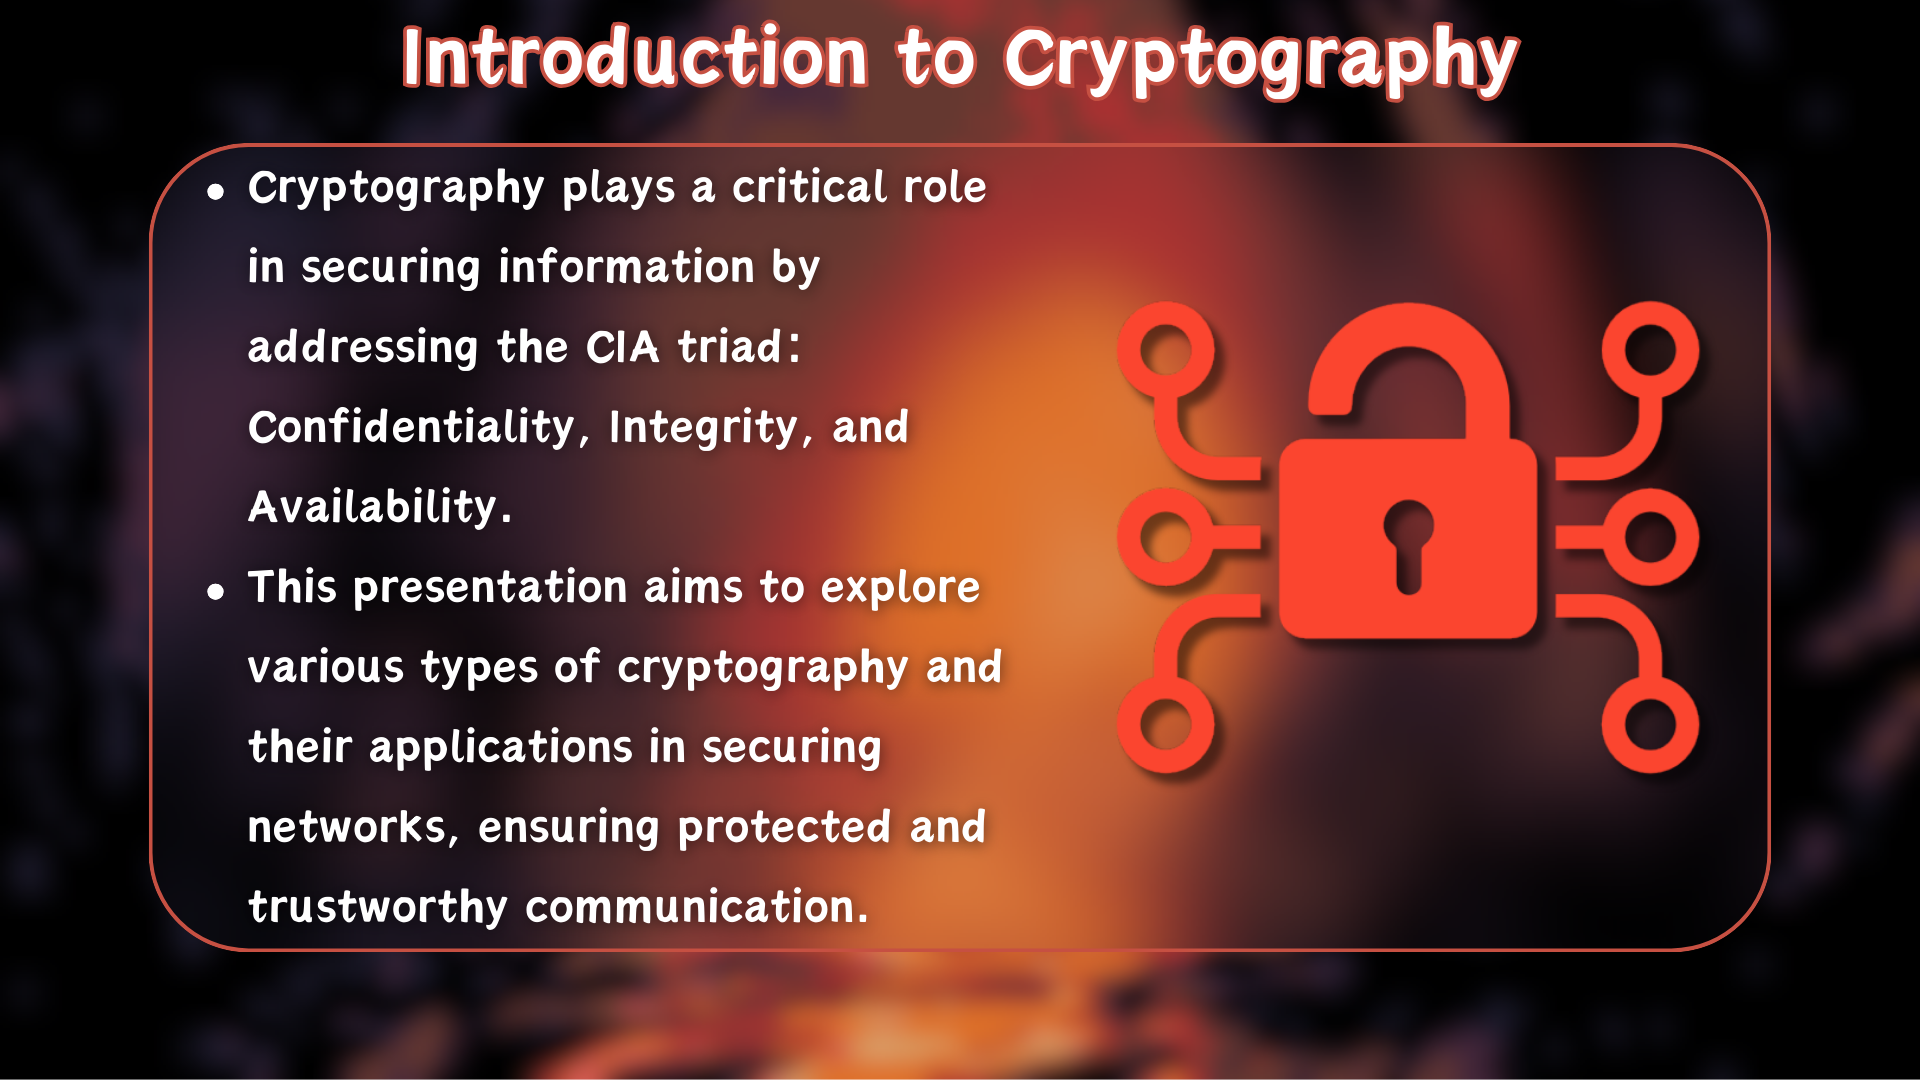 Introduction to Cryptography
• Cryptography plays a critical role
in securing information by
addressing the CIA triad:
Confidentiality, Integrity, and
Availability.
• This presentation aims to explore
various types of cryptography and
their applications in securing
networks, ensuring protected and
trustworthy communication.